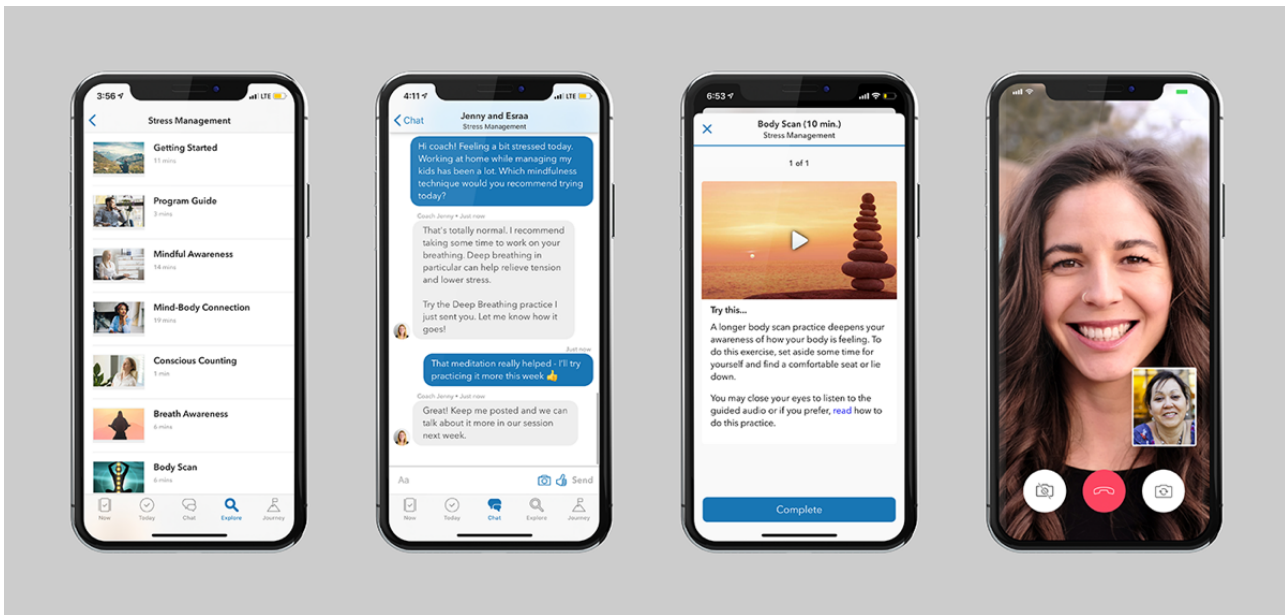 3:56
LTE
Stress Management
Getting Started
11 mins
Program Guide
3 mins
Mindful Awareness
14 mins
Mind-Body Connection
19 mins
Conscious Counting
1 min
Breath Awareness
6 mins
Body Scan
6 mins
Now Today Chat Explore Journey
4:11
LTE
Chat
Jenny and Esraa
Stress Management
Hi coach! Feeling a bit stressed today.
Working at home while managing my
kids has been a lot. Which mindfulness
technique would you recommend trying
today?
Coach Jenny • Just now
That's totally normal. I recommend
taking some time to work on your
breathing. Deep breathing in
particular can help relieve tension
and lower stress.
Try the Deep Breathing practice I
just sent you. Let me know how it
goes!
Just now
That meditation really helped - I'll try
practicing it more this week 👍
Coach Jenny • Just now
Great! Keep me posted and we can
talk about it more in our session
next week.
Aa Send
Now Today Chat Explore Journey
6:53
Body Scan (10 min.)
Stress Management
1 of 1
Try this...
A longer body scan practice deepens your
awareness of how your body is feeling. To
do this exercise, set aside some time for
yourself and find a comfortable seat or lie
down.
You may close your eyes to listen to the
guided audio or if you prefer, read how to
do this practice.
Complete